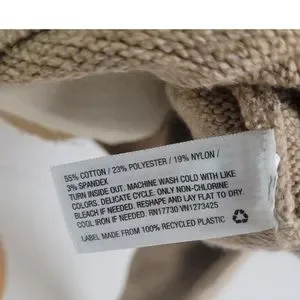 55% COTTON / 23% POLYESTER / 19% NYLON /
3% SPANDEX
TURN INSIDE OUT. MACHINE WASH COLD WITH LIKE
COLORS. DELICATE CYCLE. ONLY NON-CHLORINE
BLEACH IF NEEDED. RESHAPE AND LAY FLAT TO DRY.
COOL IRON IF NEEDED. RN17730 VN1273425
LABEL MADE FROM 100% RECYCLED PLASTIC